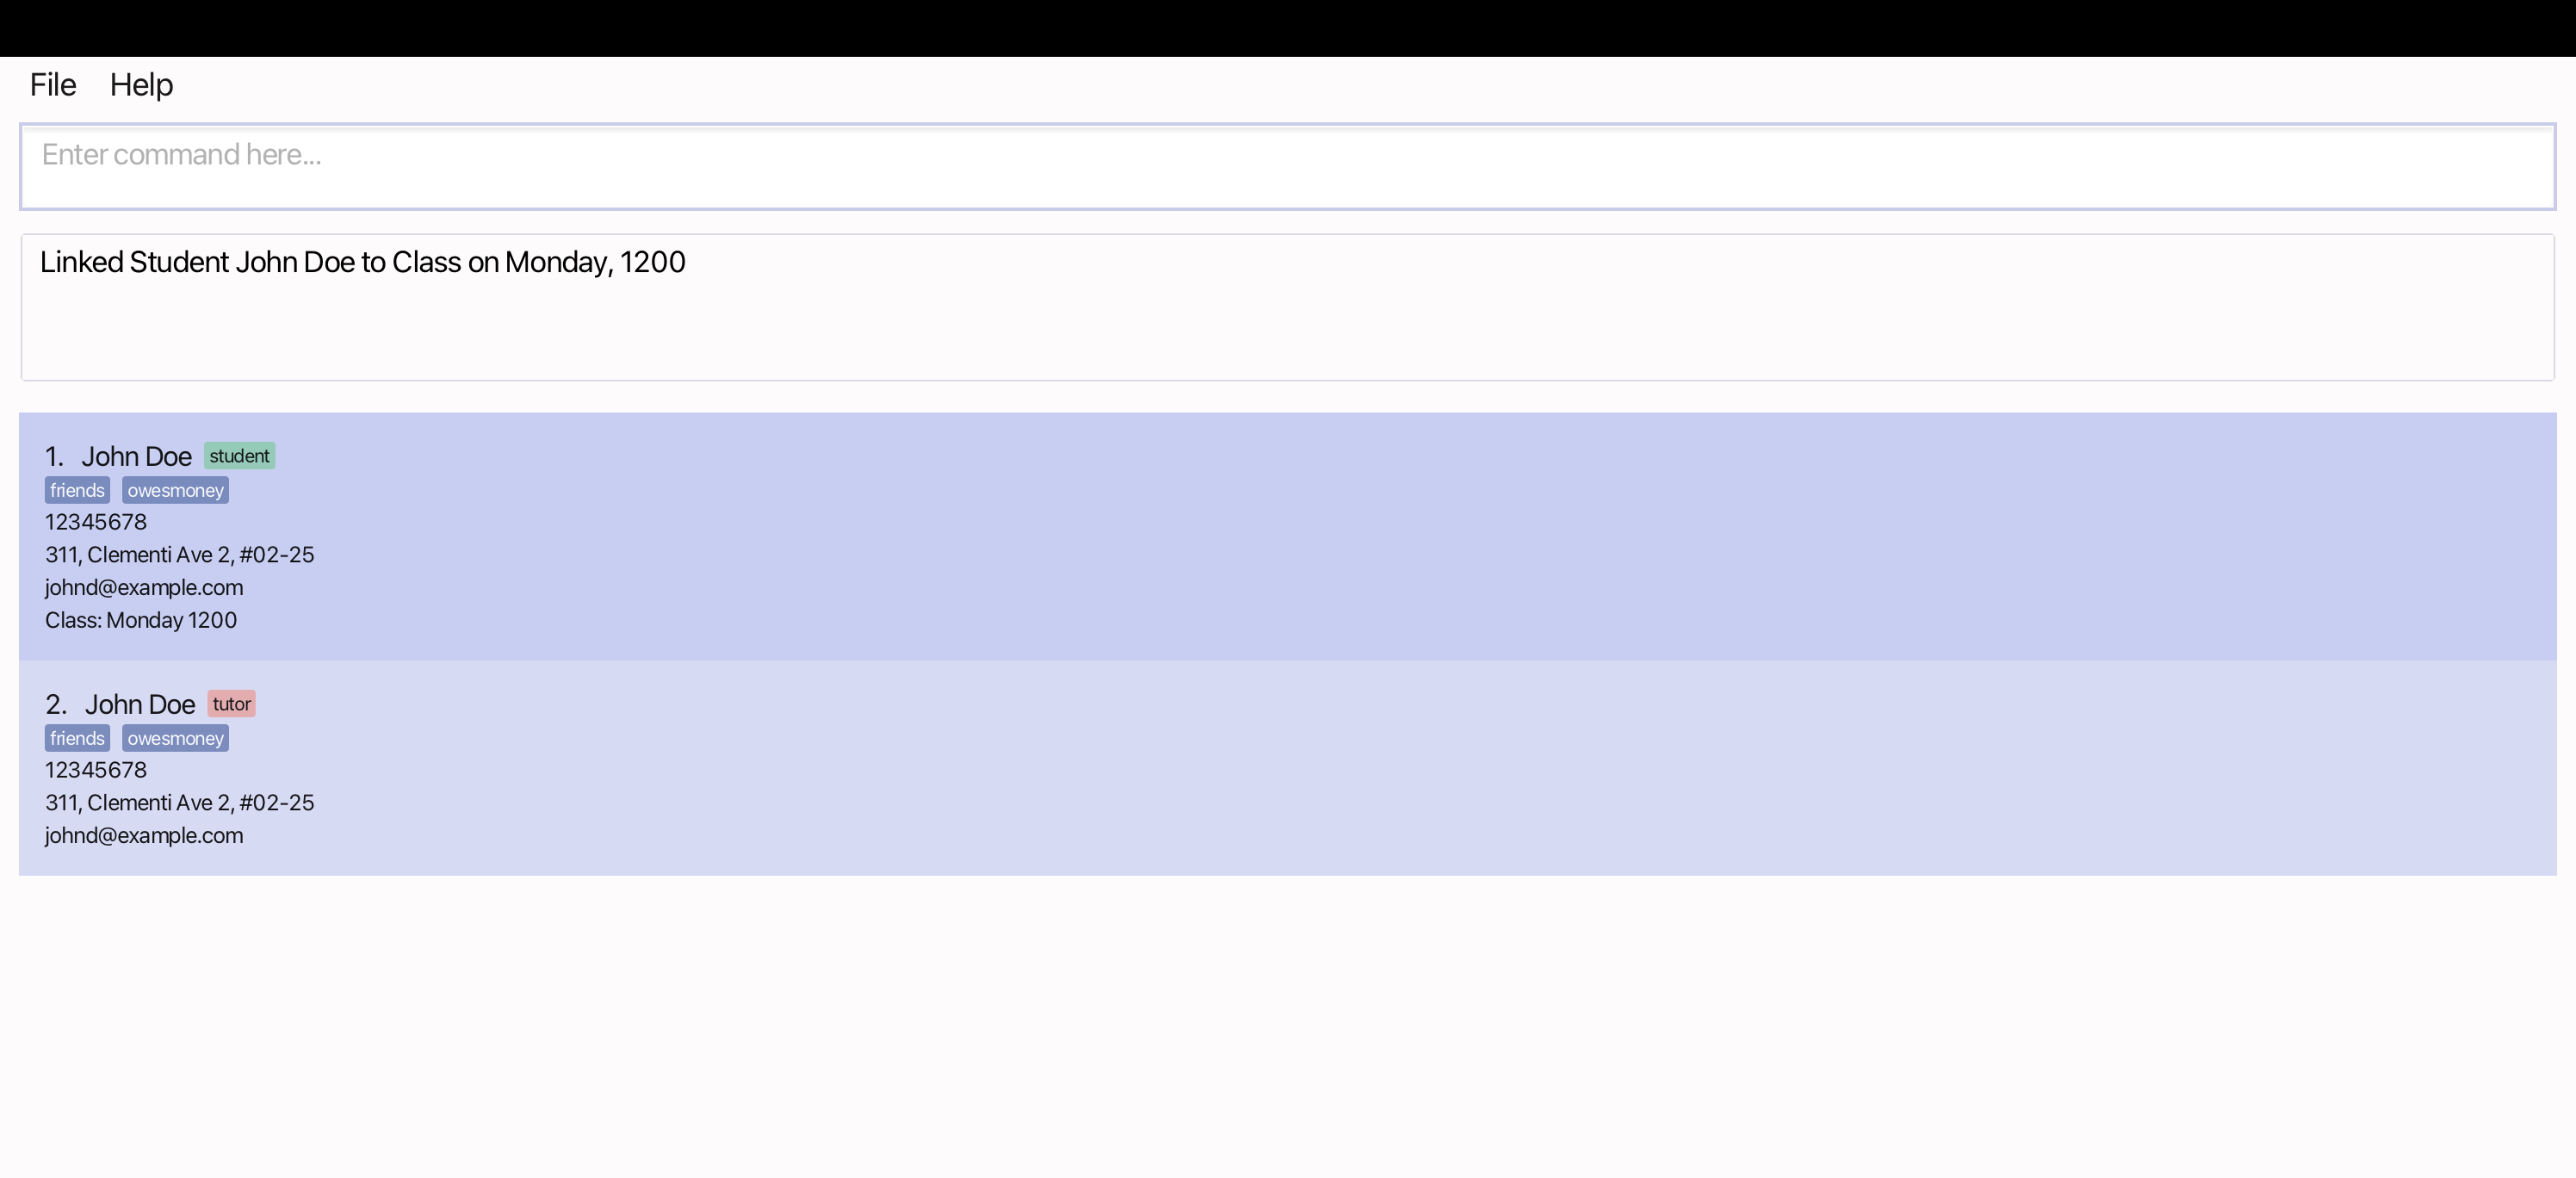 File Help
Enter command here...
Linked Student John Doe to Class on Monday, 1200
1. John Doe student
friends owesmoney
12345678
311, Clementi Ave 2, #02-25
johnd@example.com
Class: Monday 1200
2. John Doe tutor
friends owesmoney
12345678
311, Clementi Ave 2, #02-25
johnd@example.com